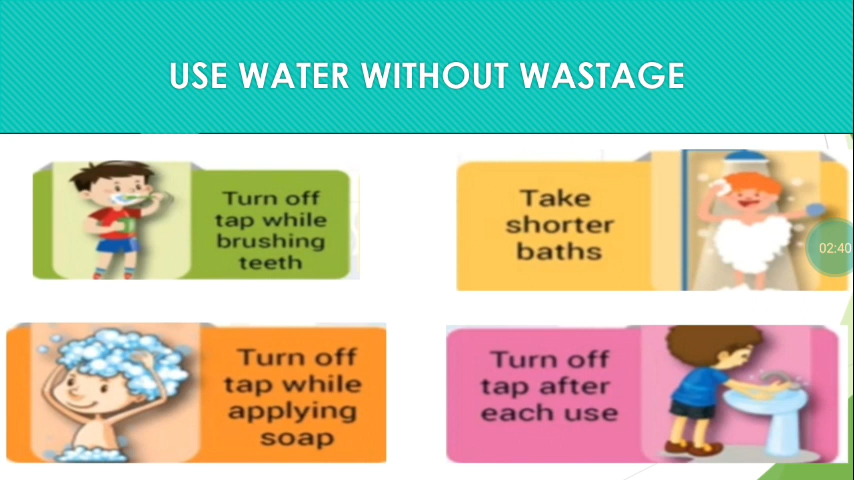 USE WATER WITHOUT WASTAGE
Turn off
tap while
brushing
teeth
Take
shorter
baths
02:40
Turn off
tap while
applying
soap
Turn off
tap after
each use